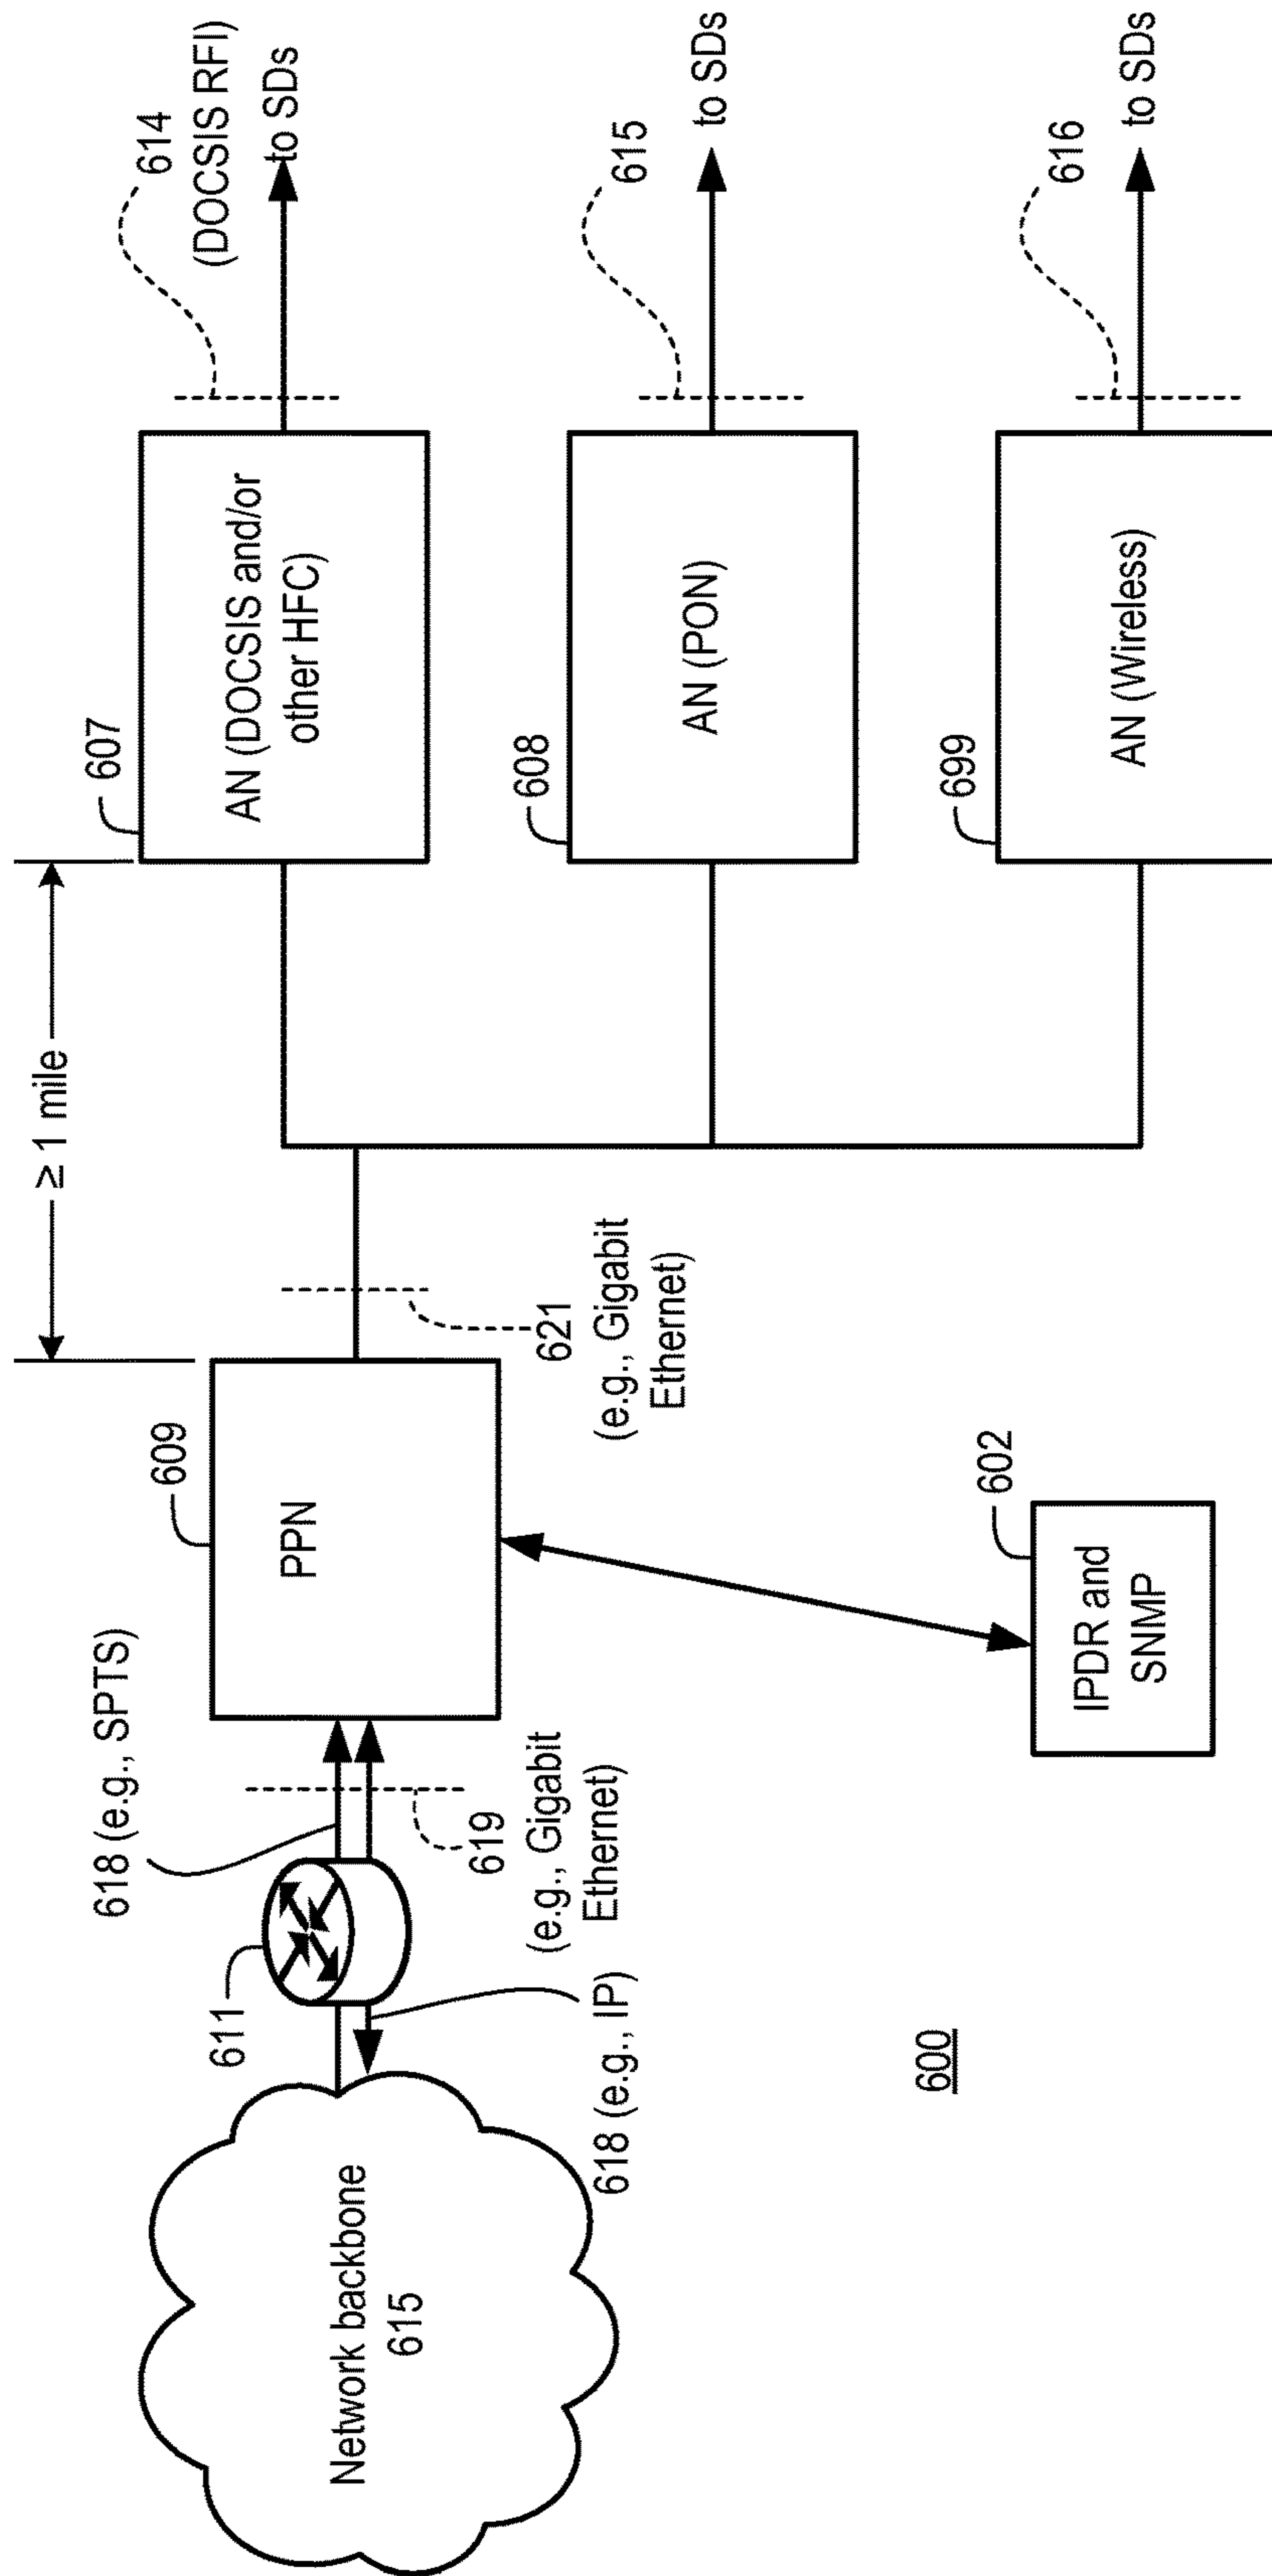 Network backbone
615
611
618 (e.g., IP)
618 (e.g., SPTS)
619
(e.g., Gigabit
Ethernet)
609
PPN
602
IPDR and
SNMP
621
(e.g., Gigabit
Ethernet)
≥ 1 mile
607
AN (DOCSIS and/or
other HFC)
614
(DOCSIS RFI)
to SDs
608
AN (PON)
615
to SDs
699
AN (Wireless)
616
to SDs
600